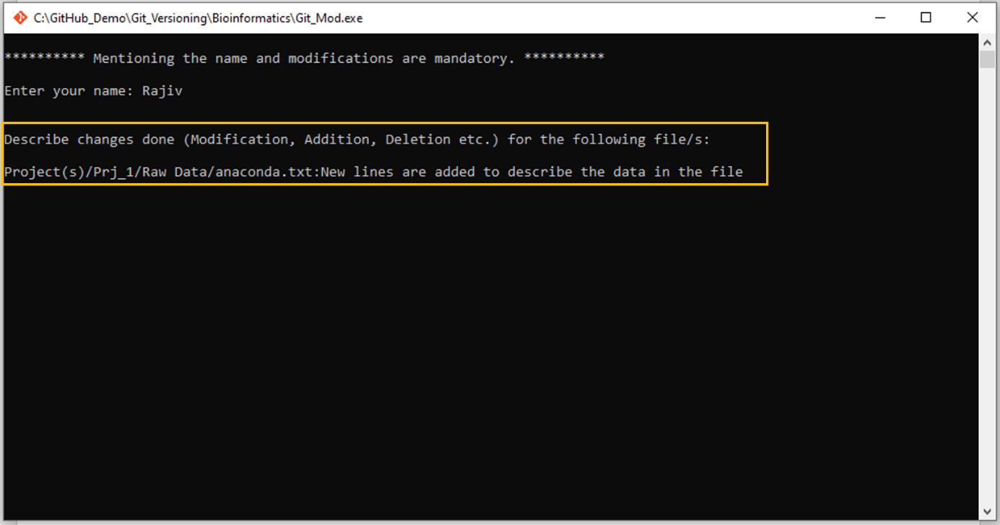 C:\GitHub_Demo\Git_Versioning\Bioinformatics\Git_Mod.exe
********** Mentioning the name and modifications are mandatory. **********
Enter your name: Rajiv
Describe changes done (Modification, Addition, Deletion etc.) for the following file/s:
Project(s)/Prj_1/Raw Data/anaconda.txt:New lines are added to describe the data in the file